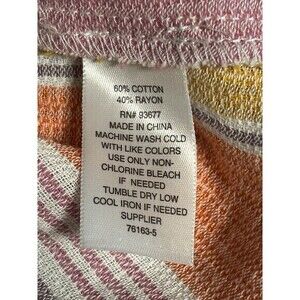 60% COTTON
40% RAYON
RN# 93677
MADE IN CHINA
MACHINE WASH COLD
WITH LIKE COLORS
USE ONLY NON-
CHLORINE BLEACH
IF NEEDED
TUMBLE DRY LOW
COOL IRON IF NEEDED
SUPPLIER
76163-5